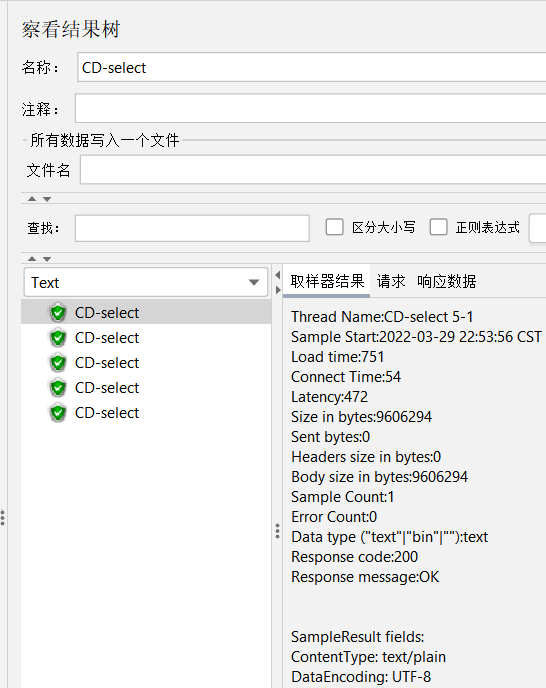 察看结果树
名称： CD-select
注释：
所有数据写入一个文件
文件名
查找: 区分大小写 正则表达式
Text
CD-select
CD-select
CD-select
CD-select
CD-select
取样器结果 请求 响应数据
Thread Name:CD-select 5-1
Sample Start:2022-03-29 22:53:56 CST
Load time:751
Connect Time:54
Latency:472
Size in bytes:9606294
Sent bytes:0
Headers size in bytes:0
Body size in bytes:9606294
Sample Count:1
Error Count:0
Data type ("text"|"bin"|""):text
Response code:200
Response message:OK
SampleResult fields:
ContentType: text/plain
DataEncoding: UTF-8